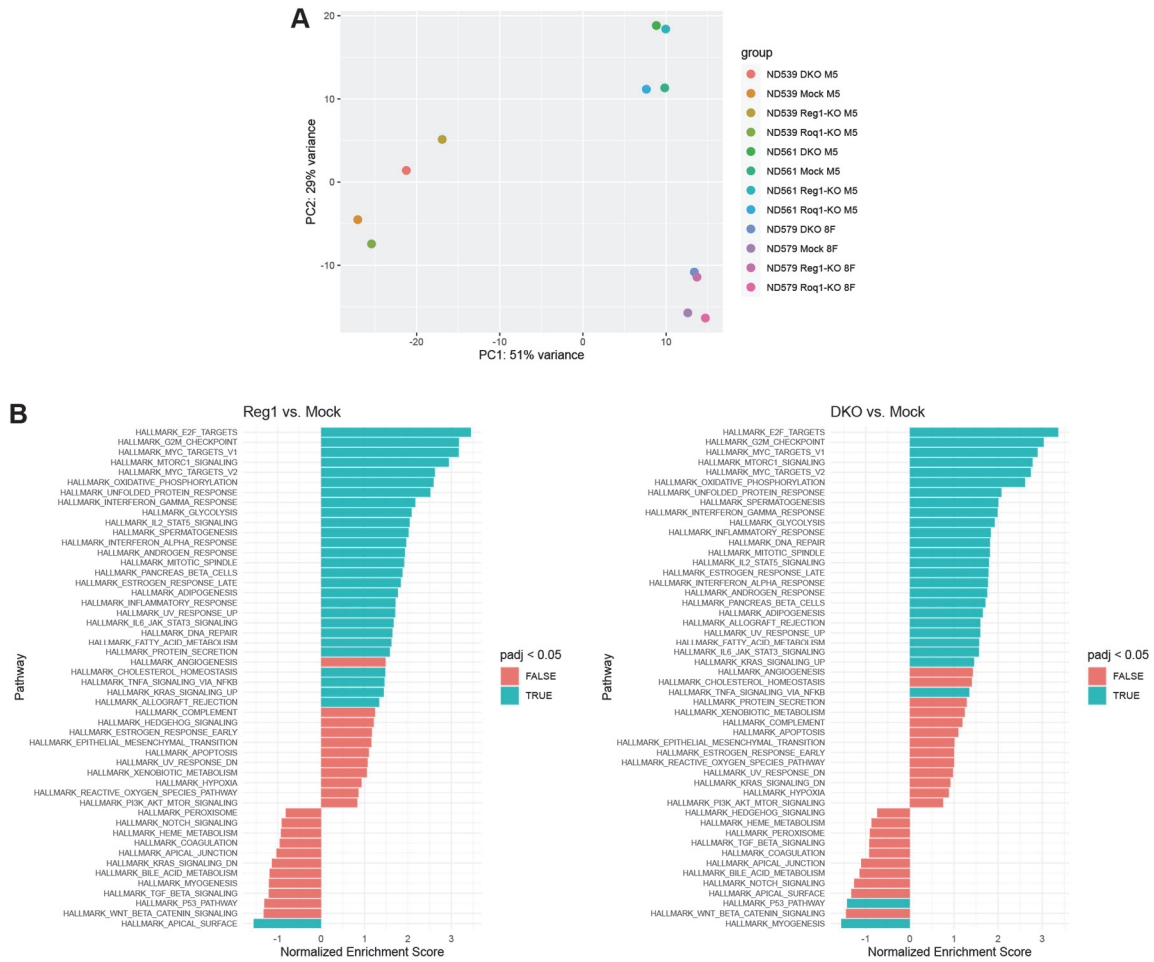 A
20
10
0
-10
PC2: 29% variance
-20
-10
0
10
PC1: 51% variance
group
ND539 DKO M5
ND539 Mock M5
ND539 Reg1-KO M5
ND539 Roq1-KO M5
ND561 DKO M5
ND561 Mock M5
ND561 Reg1-KO M5
ND561 Roq1-KO M5
ND579 DKO 8F
ND579 Mock 8F
ND579 Reg1-KO 8F
ND579 Roq1-KO 8F
B
Reg1 vs. Mock
Pathway
HALLMARK_E2F_TARGETS
HALLMARK_G2M_CHECKPOINT
HALLMARK_MYC_TARGETS_V1
HALLMARK_MTORC1_SIGNALING
HALLMARK_MYC_TARGETS_V2
HALLMARK_OXIDATIVE_PHOSPHORYLATION
HALLMARK_UNFOLDED_PROTEIN_RESPONSE
HALLMARK_INTERFERON_GAMMA_RESPONSE
HALLMARK_GLYCOLYSIS
HALLMARK_IL2_STAT5_SIGNALING
HALLMARK_SPERMATOGENESIS
HALLMARK_INTERFERON_ALPHA_RESPONSE
HALLMARK_ANDROGEN_RESPONSE
HALLMARK_MITOTIC_SPINDLE
HALLMARK_PANCREAS_BETA_CELLS
HALLMARK_ESTROGEN_RESPONSE_LATE
HALLMARK_ADIPOGENESIS
HALLMARK_INFLAMMATORY_RESPONSE
HALLMARK_UV_RESPONSE_UP
HALLMARK_IL6_JAK_STAT3_SIGNALING
HALLMARK_DNA_REPAIR
HALLMARK_FATTY_ACID_METABOLISM
HALLMARK_PROTEIN_SECRETION
HALLMARK_ANGIOGENESIS
HALLMARK_CHOLESTEROL_HOMEOSTASIS
HALLMARK_TNFA_SIGNALING_VIA_NFKB
HALLMARK_KRAS_SIGNALING_UP
HALLMARK_ALLOGRAFT_REJECTION
HALLMARK_COMPLEMENT
HALLMARK_HEDGEHOG_SIGNALING
HALLMARK_ESTROGEN_RESPONSE_EARLY
HALLMARK_EPITHELIAL_MESENCHYMAL_TRANSITION
HALLMARK_APOPTOSIS
HALLMARK_UV_RESPONSE_DN
HALLMARK_XENOBIOTIC_METABOLISM
HALLMARK_HYPOXIA
HALLMARK_REACTIVE_OXYGEN_SPECIES_PATHWAY
HALLMARK_PI3K_AKT_MTOR_SIGNALING
HALLMARK_PEROXISOME
HALLMARK_NOTCH_SIGNALING
HALLMARK_HEME_METABOLISM
HALLMARK_COAGULATION
HALLMARK_APICAL_JUNCTION
HALLMARK_KRAS_SIGNALING_DN
HALLMARK_BILE_ACID_METABOLISM
HALLMARK_MYOGENESIS
HALLMARK_TGF_BETA_SIGNALING
HALLMARK_P53_PATHWAY
HALLMARK_WNT_BETA_CATENIN_SIGNALING
HALLMARK_APICAL_SURFACE
-1
0
1
2
3
Normalized Enrichment Score
padj < 0.05
FALSE
TRUE
DKO vs. Mock
Pathway
HALLMARK_E2F_TARGETS
HALLMARK_G2M_CHECKPOINT
HALLMARK_MYC_TARGETS_V1
HALLMARK_MTORC1_SIGNALING
HALLMARK_MYC_TARGETS_V2
HALLMARK_OXIDATIVE_PHOSPHORYLATION
HALLMARK_UNFOLDED_PROTEIN_RESPONSE
HALLMARK_SPERMATOGENESIS
HALLMARK_INTERFERON_GAMMA_RESPONSE
HALLMARK_GLYCOLYSIS
HALLMARK_INFLAMMATORY_RESPONSE
HALLMARK_DNA_REPAIR
HALLMARK_MITOTIC_SPINDLE
HALLMARK_IL2_STAT5_SIGNALING
HALLMARK_ESTROGEN_RESPONSE_LATE
HALLMARK_INTERFERON_ALPHA_RESPONSE
HALLMARK_ANDROGEN_RESPONSE
HALLMARK_PANCREAS_BETA_CELLS
HALLMARK_ADIPOGENESIS
HALLMARK_ALLOGRAFT_REJECTION
HALLMARK_UV_RESPONSE_UP
HALLMARK_FATTY_ACID_METABOLISM
HALLMARK_IL6_JAK_STAT3_SIGNALING
HALLMARK_KRAS_SIGNALING_UP
HALLMARK_ANGIOGENESIS
HALLMARK_CHOLESTEROL_HOMEOSTASIS
HALLMARK_TNFA_SIGNALING_VIA_NFKB
HALLMARK_PROTEIN_SECRETION
HALLMARK_XENOBIOTIC_METABOLISM
HALLMARK_COMPLEMENT
HALLMARK_APOPTOSIS
HALLMARK_EPITHELIAL_MESENCHYMAL_TRANSITION
HALLMARK_ESTROGEN_RESPONSE_EARLY
HALLMARK_REACTIVE_OXYGEN_SPECIES_PATHWAY
HALLMARK_UV_RESPONSE_DN
HALLMARK_KRAS_SIGNALING_DN
HALLMARK_HYPOXIA
HALLMARK_PI3K_AKT_MTOR_SIGNALING
HALLMARK_HEDGEHOG_SIGNALING
HALLMARK_HEME_METABOLISM
HALLMARK_PEROXISOME
HALLMARK_TGF_BETA_SIGNALING
HALLMARK_COAGULATION
HALLMARK_APICAL_JUNCTION
HALLMARK_BILE_ACID_METABOLISM
HALLMARK_NOTCH_SIGNALING
HALLMARK_APICAL_SURFACE
HALLMARK_P53_PATHWAY
HALLMARK_WNT_BETA_CATENIN_SIGNALING
HALLMARK_MYOGENESIS
-1
0
1
2
3
Normalized Enrichment Score
padj < 0.05
FALSE
TRUE